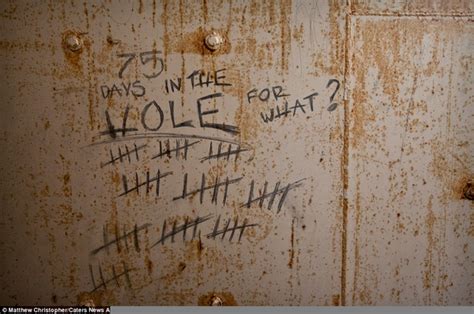 75
DAYS IN THE
HOLE FOR
WHAT?
© Matthew Christopher/Caters News A